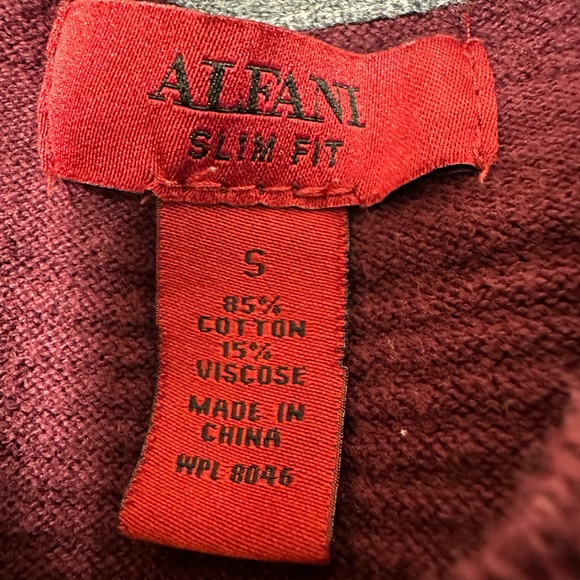 ALFANI
SLIM FIT
S
85%
COTTON
15%
VISCOSE
MADE IN
CHINA
WPL 8046